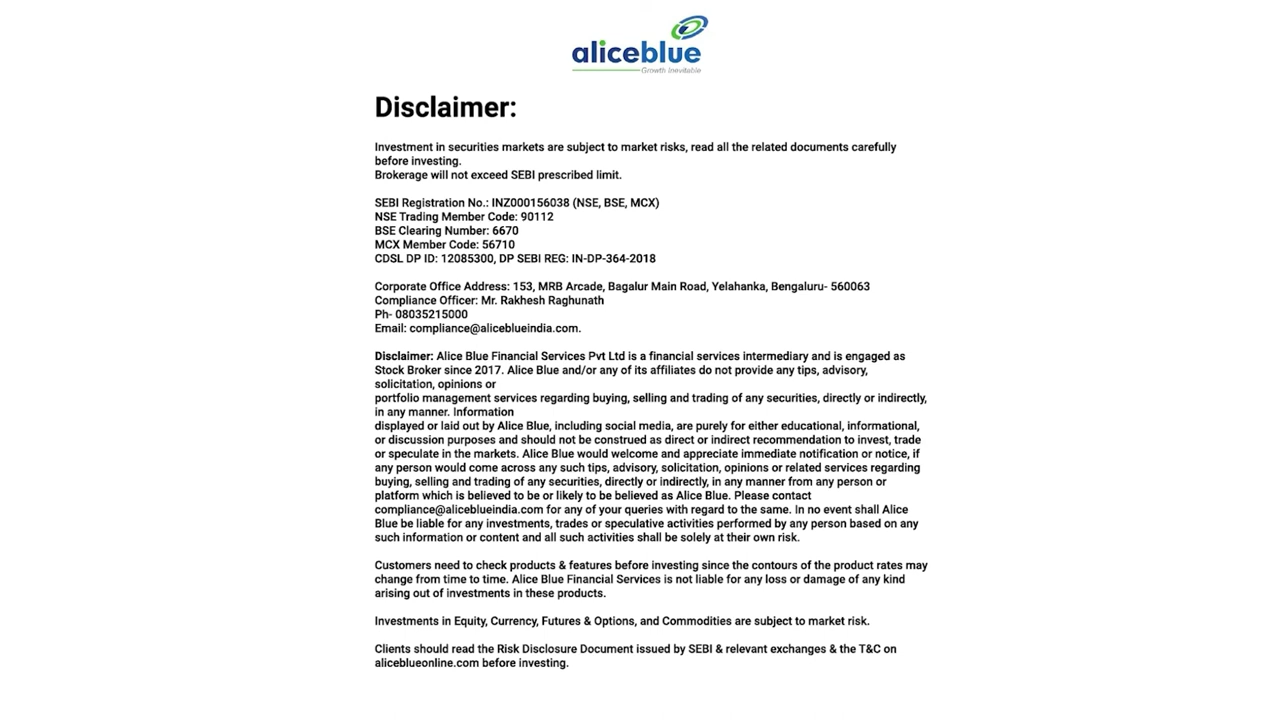 aliceblue
Growth Inevitable
Disclaimer:
Investment in securities markets are subject to market risks, read all the related documents carefully
before investing.
Brokerage will not exceed SEBI prescribed limit.
SEBI Registration No.: INZ000156038 (NSE, BSE, MCX)
NSE Trading Member Code: 90112
BSE Clearing Number: 6670
MCX Member Code: 56710
CDSL DP ID: 12085300, DP SEBI REG: IN-DP-364-2018
Corporate Office Address: 153, MRB Arcade, Bagalur Main Road, Yelahanka, Bengaluru- 560063
Compliance Officer: Mr. Rakhesh Raghunath
Ph- 08035215000
Email: compliance@aliceblueindia.com.
Disclaimer: Alice Blue Financial Services Pvt Ltd is a financial services intermediary and is engaged as
Stock Broker since 2017. Alice Blue and/or any of its affiliates do not provide any tips, advisory,
solicitation, opinions or
portfolio management services regarding buying, selling and trading of any securities, directly or indirectly,
in any manner. Information
displayed or laid out by Alice Blue, including social media, are purely for either educational, informational,
or discussion purposes and should not be construed as direct or indirect recommendation to invest, trade
or speculate in the markets. Alice Blue would welcome and appreciate immediate notification or notice, if
any person would come across any such tips, advisory, solicitation, opinions or related services regarding
buying, selling and trading of any securities, directly or indirectly, in any manner from any person or
platform which is believed to be or likely to be believed as Alice Blue. Please contact
compliance@aliceblueindia.com for any of your queries with regard to the same. In no event shall Alice
Blue be liable for any investments, trades or speculative activities performed by any person based on any
such information or content and all such activities shall be solely at their own risk.
Customers need to check products & features before investing since the contours of the product rates may
change from time to time. Alice Blue Financial Services is not liable for any loss or damage of any kind
arising out of investments in these products.
Investments in Equity, Currency, Futures & Options, and Commodities are subject to market risk.
Clients should read the Risk Disclosure Document issued by SEBI & relevant exchanges & the T&C on
aliceblueonline.com before investing.